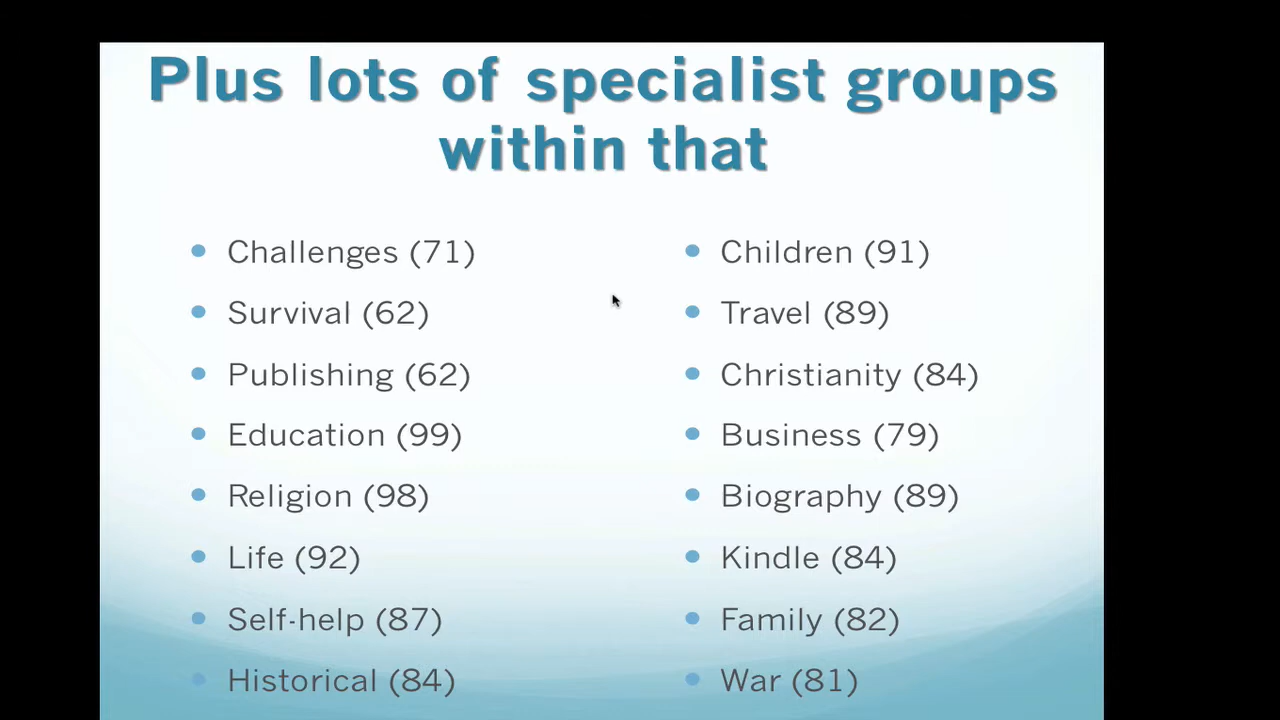 Plus lots of specialist groups
within that
Challenges (71)
Survival (62)
Publishing (62)
Education (99)
Religion (98)
Life (92)
Self-help (87)
Historical (84)
Children (91)
Travel (89)
Christianity (84)
Business (79)
Biography (89)
Kindle (84)
Family (82)
War (81)